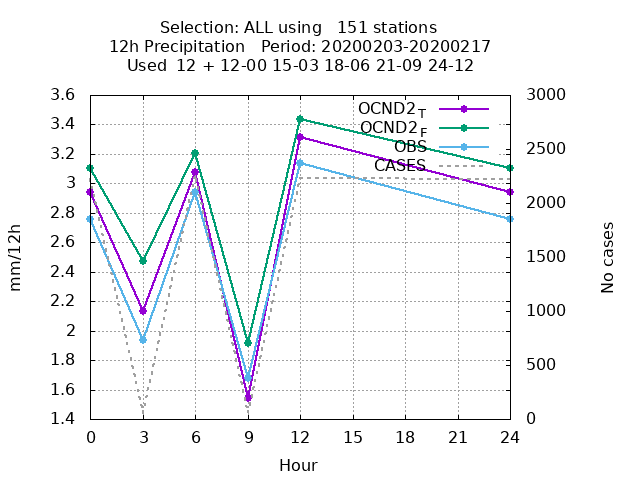 Selection: ALL using   151 stations
12h Precipitation   Period: 20200203-20200217
Used  12 + 12-00 15-03 18-06 21-09 24-12
3.6
3.4
3.2
3
2.8
2.6
2.4
2.2
2
1.8
1.6
1.4
mm/12h
OCND2T
OCND2F
OBS
CASES
3000
2500
2000
1500
1000
500
0
No cases
0 3 6 9 12 15 18 21 24
Hour